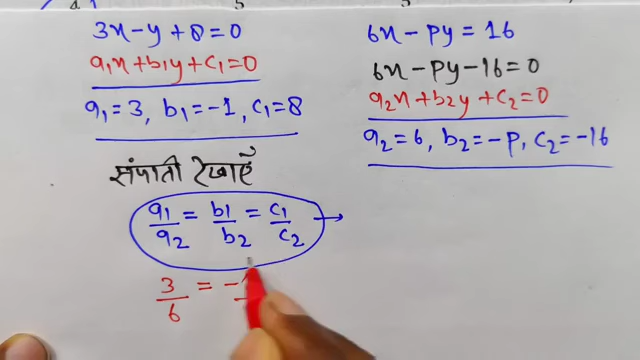 3x - y + 8 = 0
a₁x + b₁y + c₁ = 0
a₁ = 3, b₁ = -1, c₁ = 8
6x - py = 16
6x - py - 16 = 0
a₂x + b₂y + c₂ = 0
a₂ = 6, b₂ = -p, c₂ = -16
संपाती रेखाएँ
a₁/a₂ = b₁/b₂ = c₁/c₂ →
3/6 = -